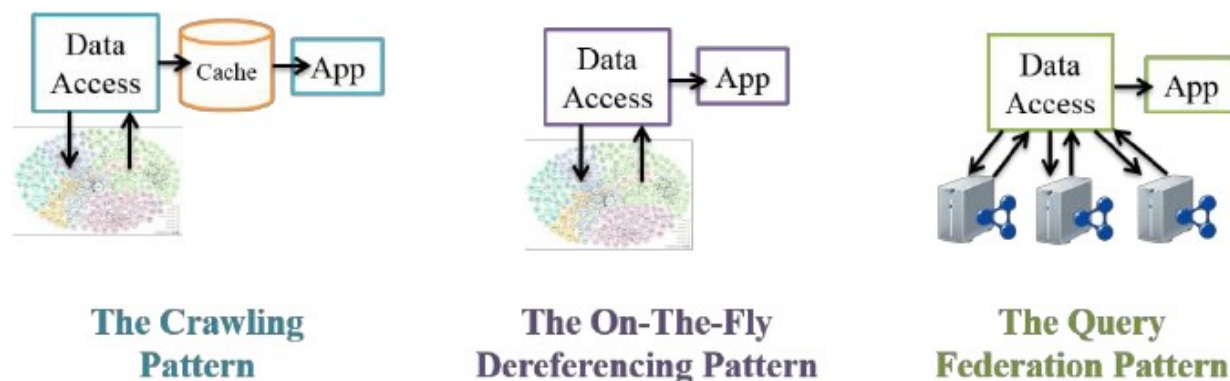 Data
Access
Cache
App
The Crawling
Pattern
Data
Access
App
The On-The-Fly
Dereferencing Pattern
Data
Access
App
The Query
Federation Pattern